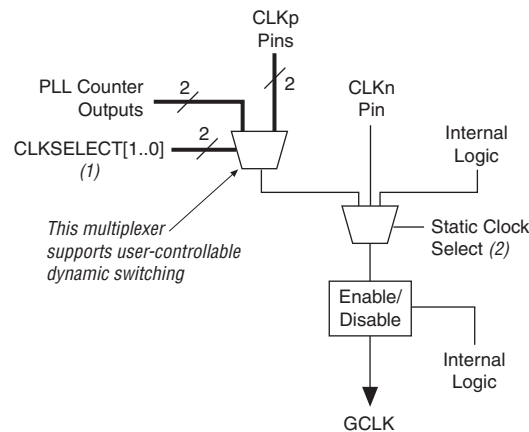 CLKp
Pins
2
2
PLL Counter
Outputs
CLKn
Pin
2
CLKSELECT[1..0]
(1)
Internal
Logic
This multiplexer
supports user-controllable
dynamic switching
Static Clock
Select (2)
Enable/
Disable
Internal
Logic
GCLK